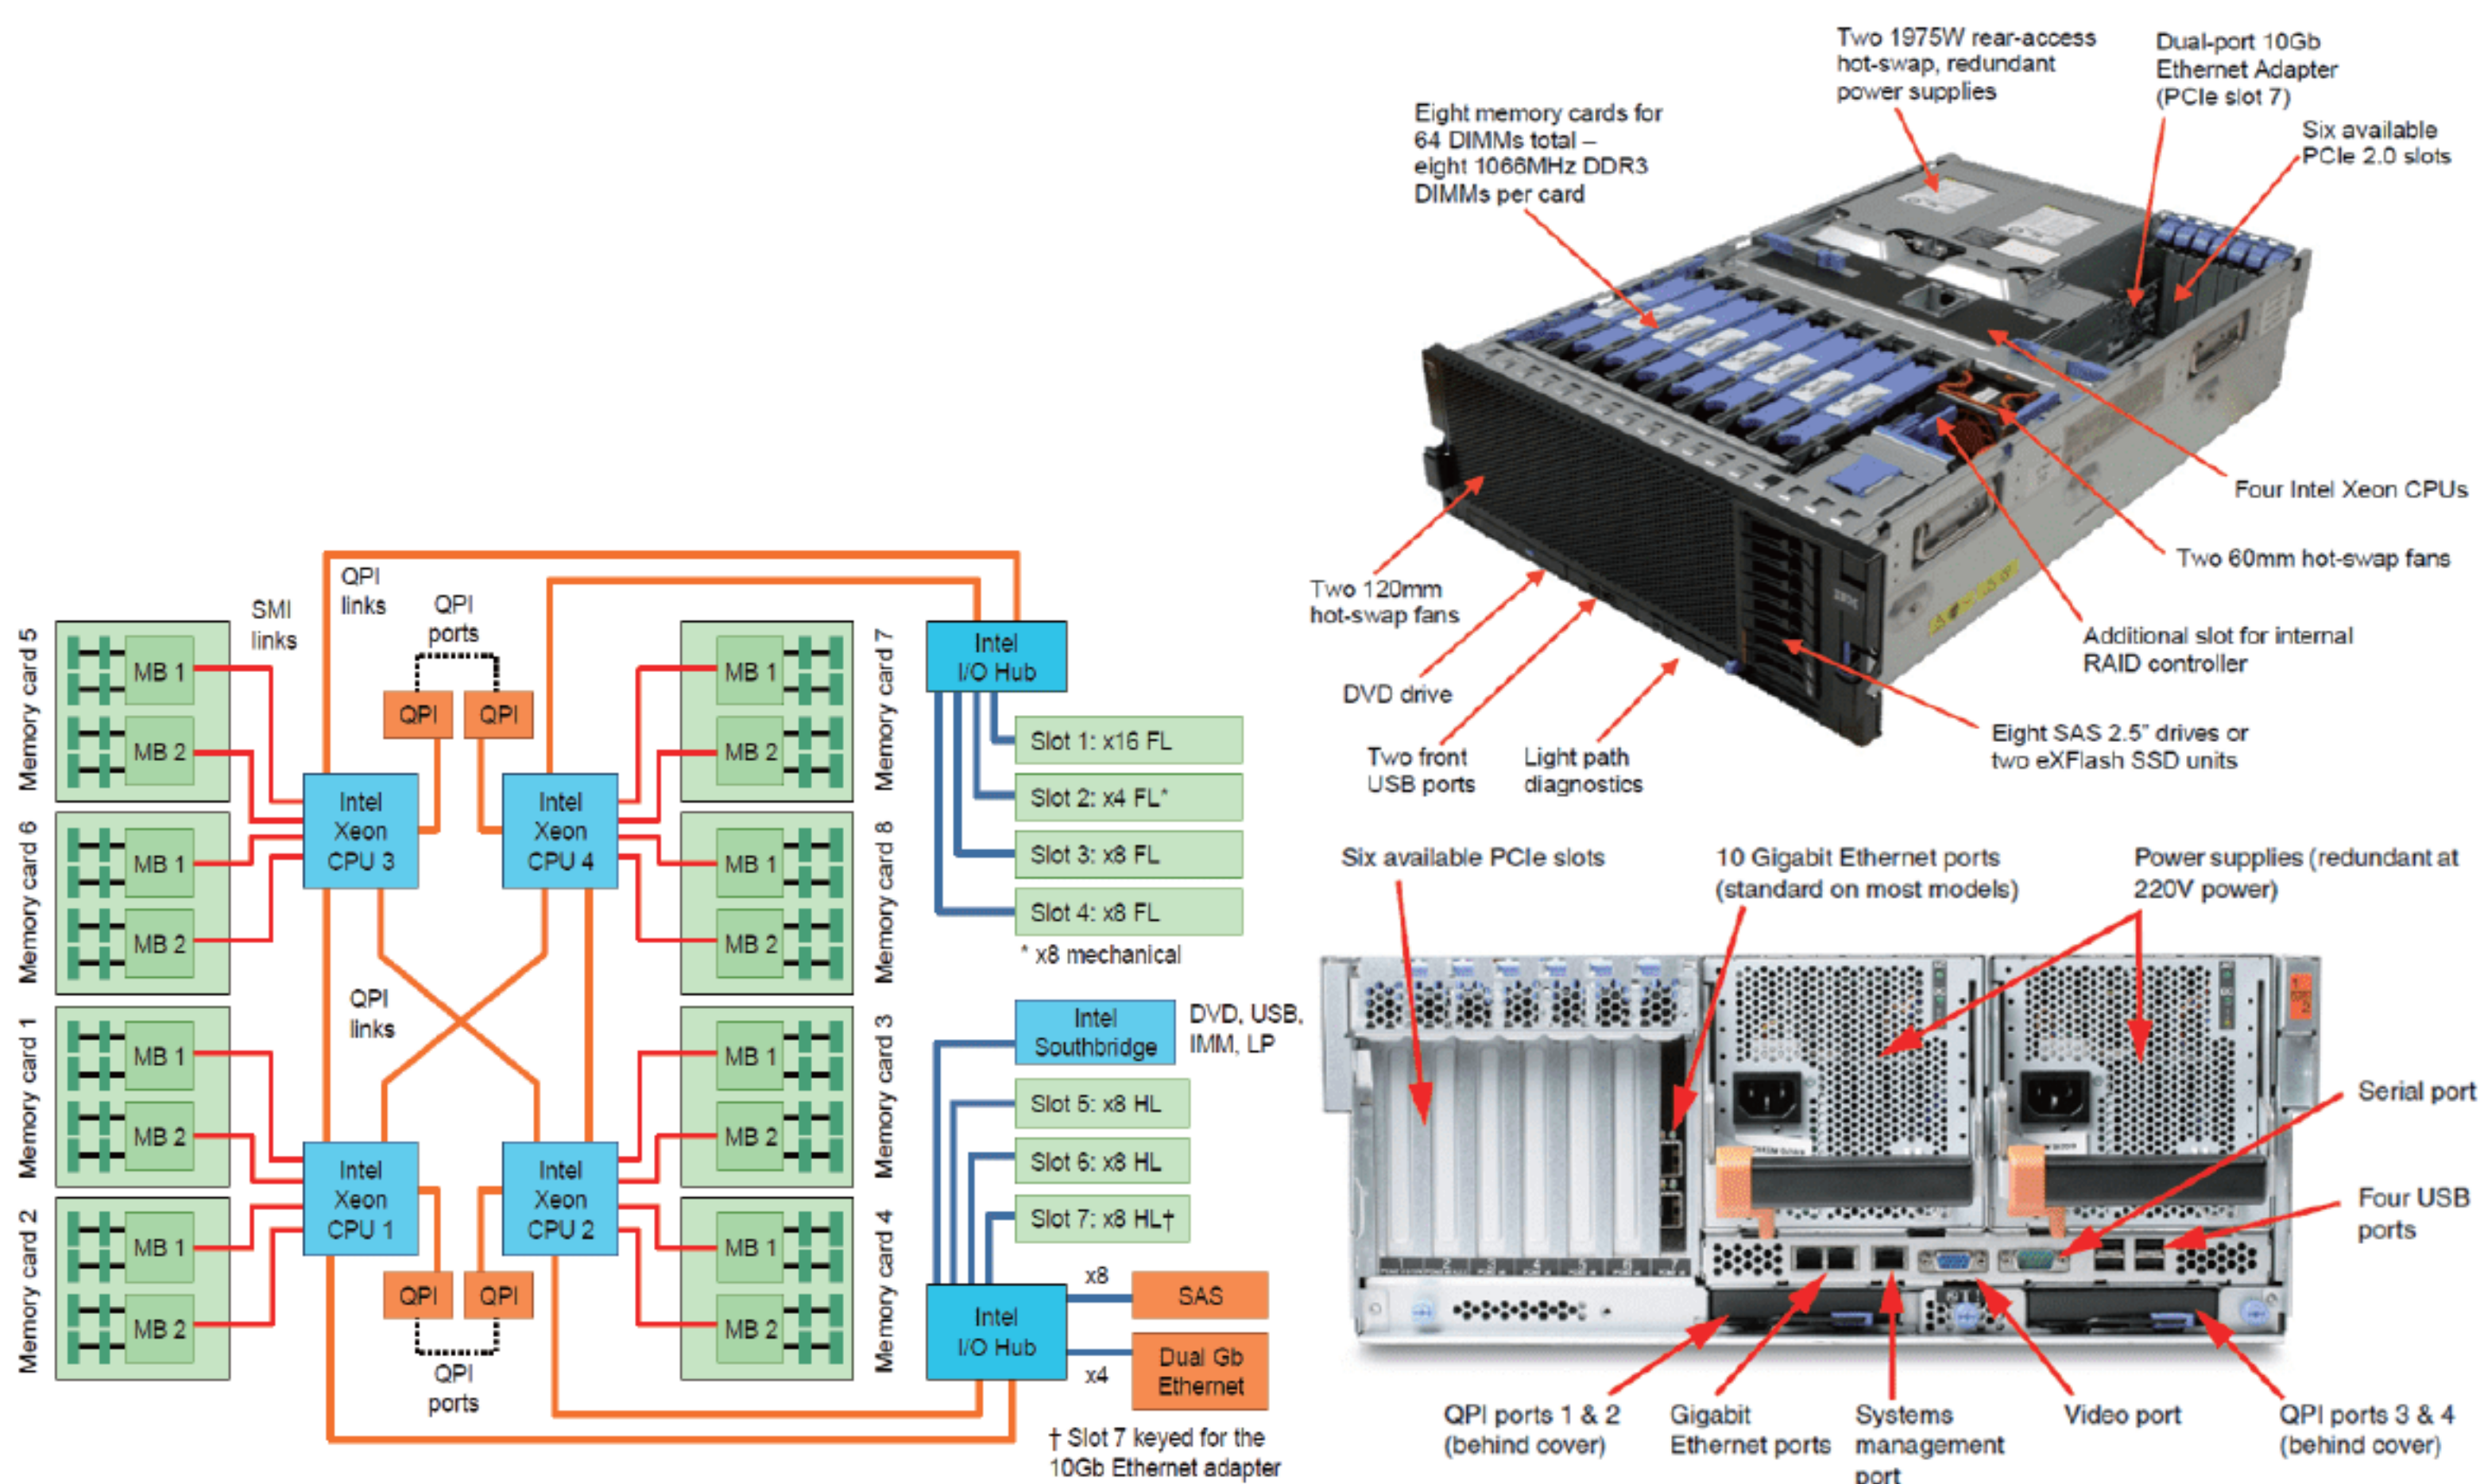 QPI
links
SMI
links
QPI
ports
Memory card 5
MB 1
MB 2
QPI
QPI
MB 1
MB 2
Memory card 7
Intel
I/O Hub
Slot 1: x16 FL
Slot 2: x4 FL*
Slot 3: x8 FL
Slot 4: x8 FL
* x8 mechanical
Memory card 6
MB 1
MB 2
Intel
Xeon
CPU 3
Intel
Xeon
CPU 4
MB 1
MB 2
Memory card 8
QPI
links
Memory card 1
MB 1
MB 2
MB 1
MB 2
Memory card 3
Intel
Southbridge
DVD, USB,
IMM, LP
Slot 5: x8 HL
Slot 6: x8 HL
Slot 7: x8 HL†
Memory card 2
MB 1
MB 2
Intel
Xeon
CPU 1
Intel
Xeon
CPU 2
MB 1
MB 2
Memory card 4
QPI
QPI
QPI
ports
Intel
I/O Hub
x8
SAS
x4
Dual Gb
Ethernet
† Slot 7 keyed for the
10Gb Ethernet adapter
Two 1975W rear-access
hot-swap, redundant
power supplies
Dual-port 10Gb
Ethernet Adapter
(PCIe slot 7)
Eight memory cards for
64 DIMMs total –
eight 1066MHz DDR3
DIMMs per card
Six available
PCIe 2.0 slots
Four Intel Xeon CPUs
Two 60mm hot-swap fans
Two 120mm
hot-swap fans
IBM
Additional slot for internal
RAID controller
DVD drive
Two front
USB ports
Light path
diagnostics
Eight SAS 2.5” drives or
two eXFlash SSD units
Six available PCIe slots
10 Gigabit Ethernet ports
(standard on most models)
Power supplies (redundant at
220V power)
Serial port
Four USB
ports
QPI ports 1 & 2
(behind cover)
Gigabit
Ethernet ports
Systems
management
port
Video port
QPI ports 3 & 4
(behind cover)